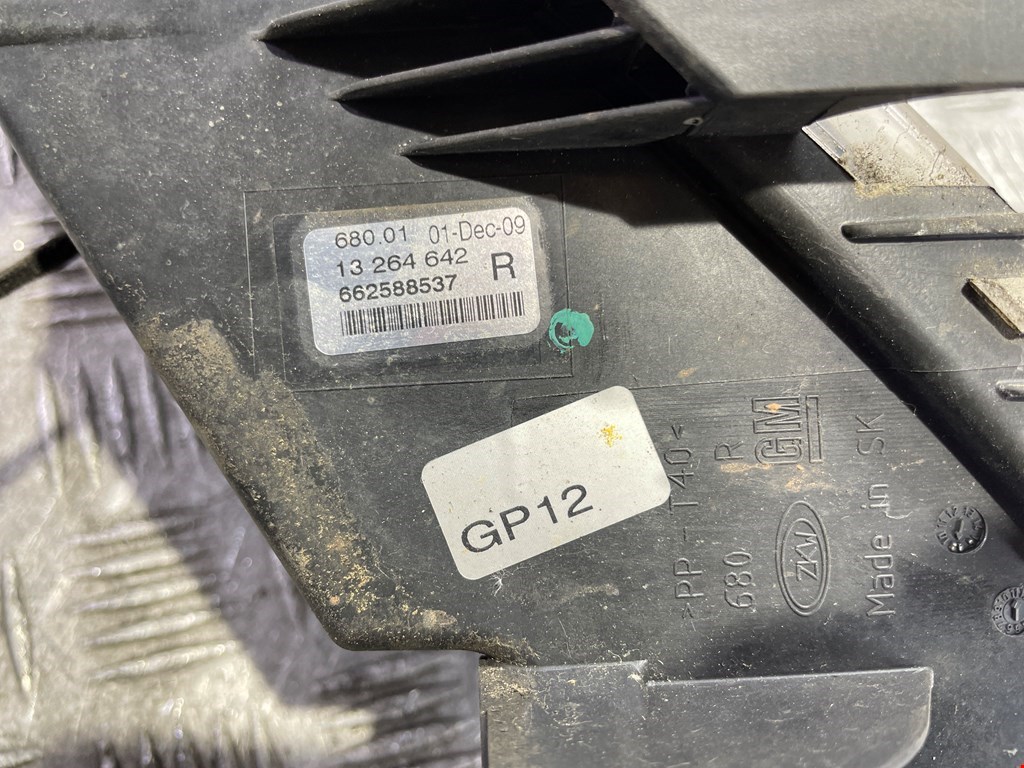 680.01 01-Dec-09
13 264 642 R
662588537
GP12
>PP-T40<
680 R
GM
ZKW
Made in SK